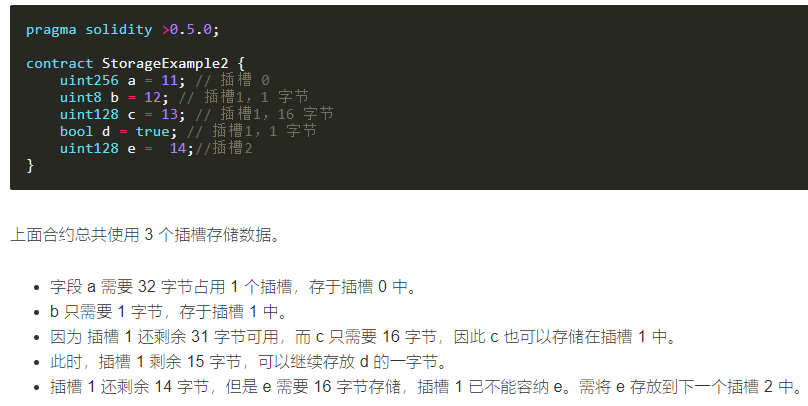 pragma solidity >0.5.0;
contract StorageExample2 {
uint256 a = 11; // 插槽 0
uint8 b = 12; // 插槽1，1 字节
uint128 c = 13; // 插槽1，16 字节
bool d = true; // 插槽1，1 字节
uint128 e =  14;//插槽2
}
上面合约总共使用 3 个插槽存储数据。
• 字段 a 需要 32 字节占用 1 个插槽，存于插槽 0 中。
• b 只需要 1 字节，存于插槽 1 中。
• 因为 插槽 1 还剩余 31 字节可用，而 c 只需要 16 字节，因此 c 也可以存储在插槽 1 中。
• 此时，插槽 1 剩余 15 字节，可以继续存放 d 的一字节。
• 插槽 1 还剩余 14 字节，但是 e 需要 16 字节存储，插槽 1 已不能容纳 e。需将 e 存放到下一个插槽 2 中。